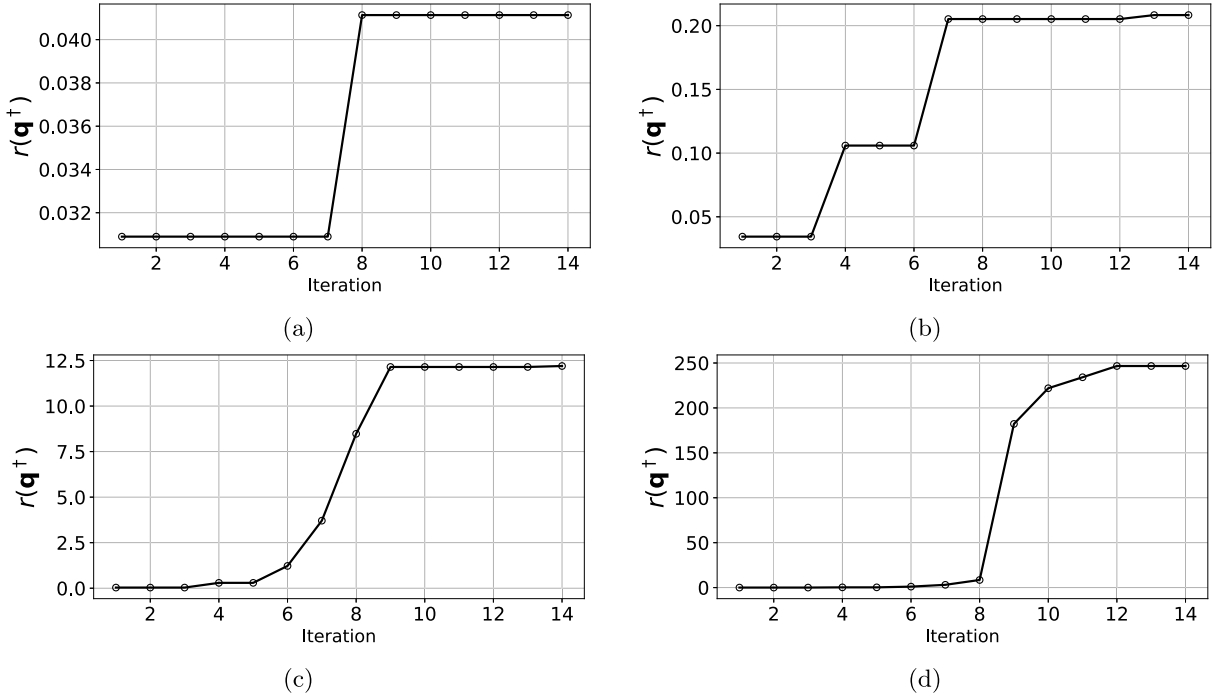 0.040
0.038
0.036
0.034
0.032
r(q†)
2 4 6 8 10 12 14
Iteration
(a)
0.20
0.15
0.10
0.05
r(q†)
2 4 6 8 10 12 14
Iteration
(b)
12.5
10.0
7.5
5.0
2.5
0.0
r(q†)
2 4 6 8 10 12 14
Iteration
(c)
250
200
150
100
50
0
r(q†)
2 4 6 8 10 12 14
Iteration
(d)